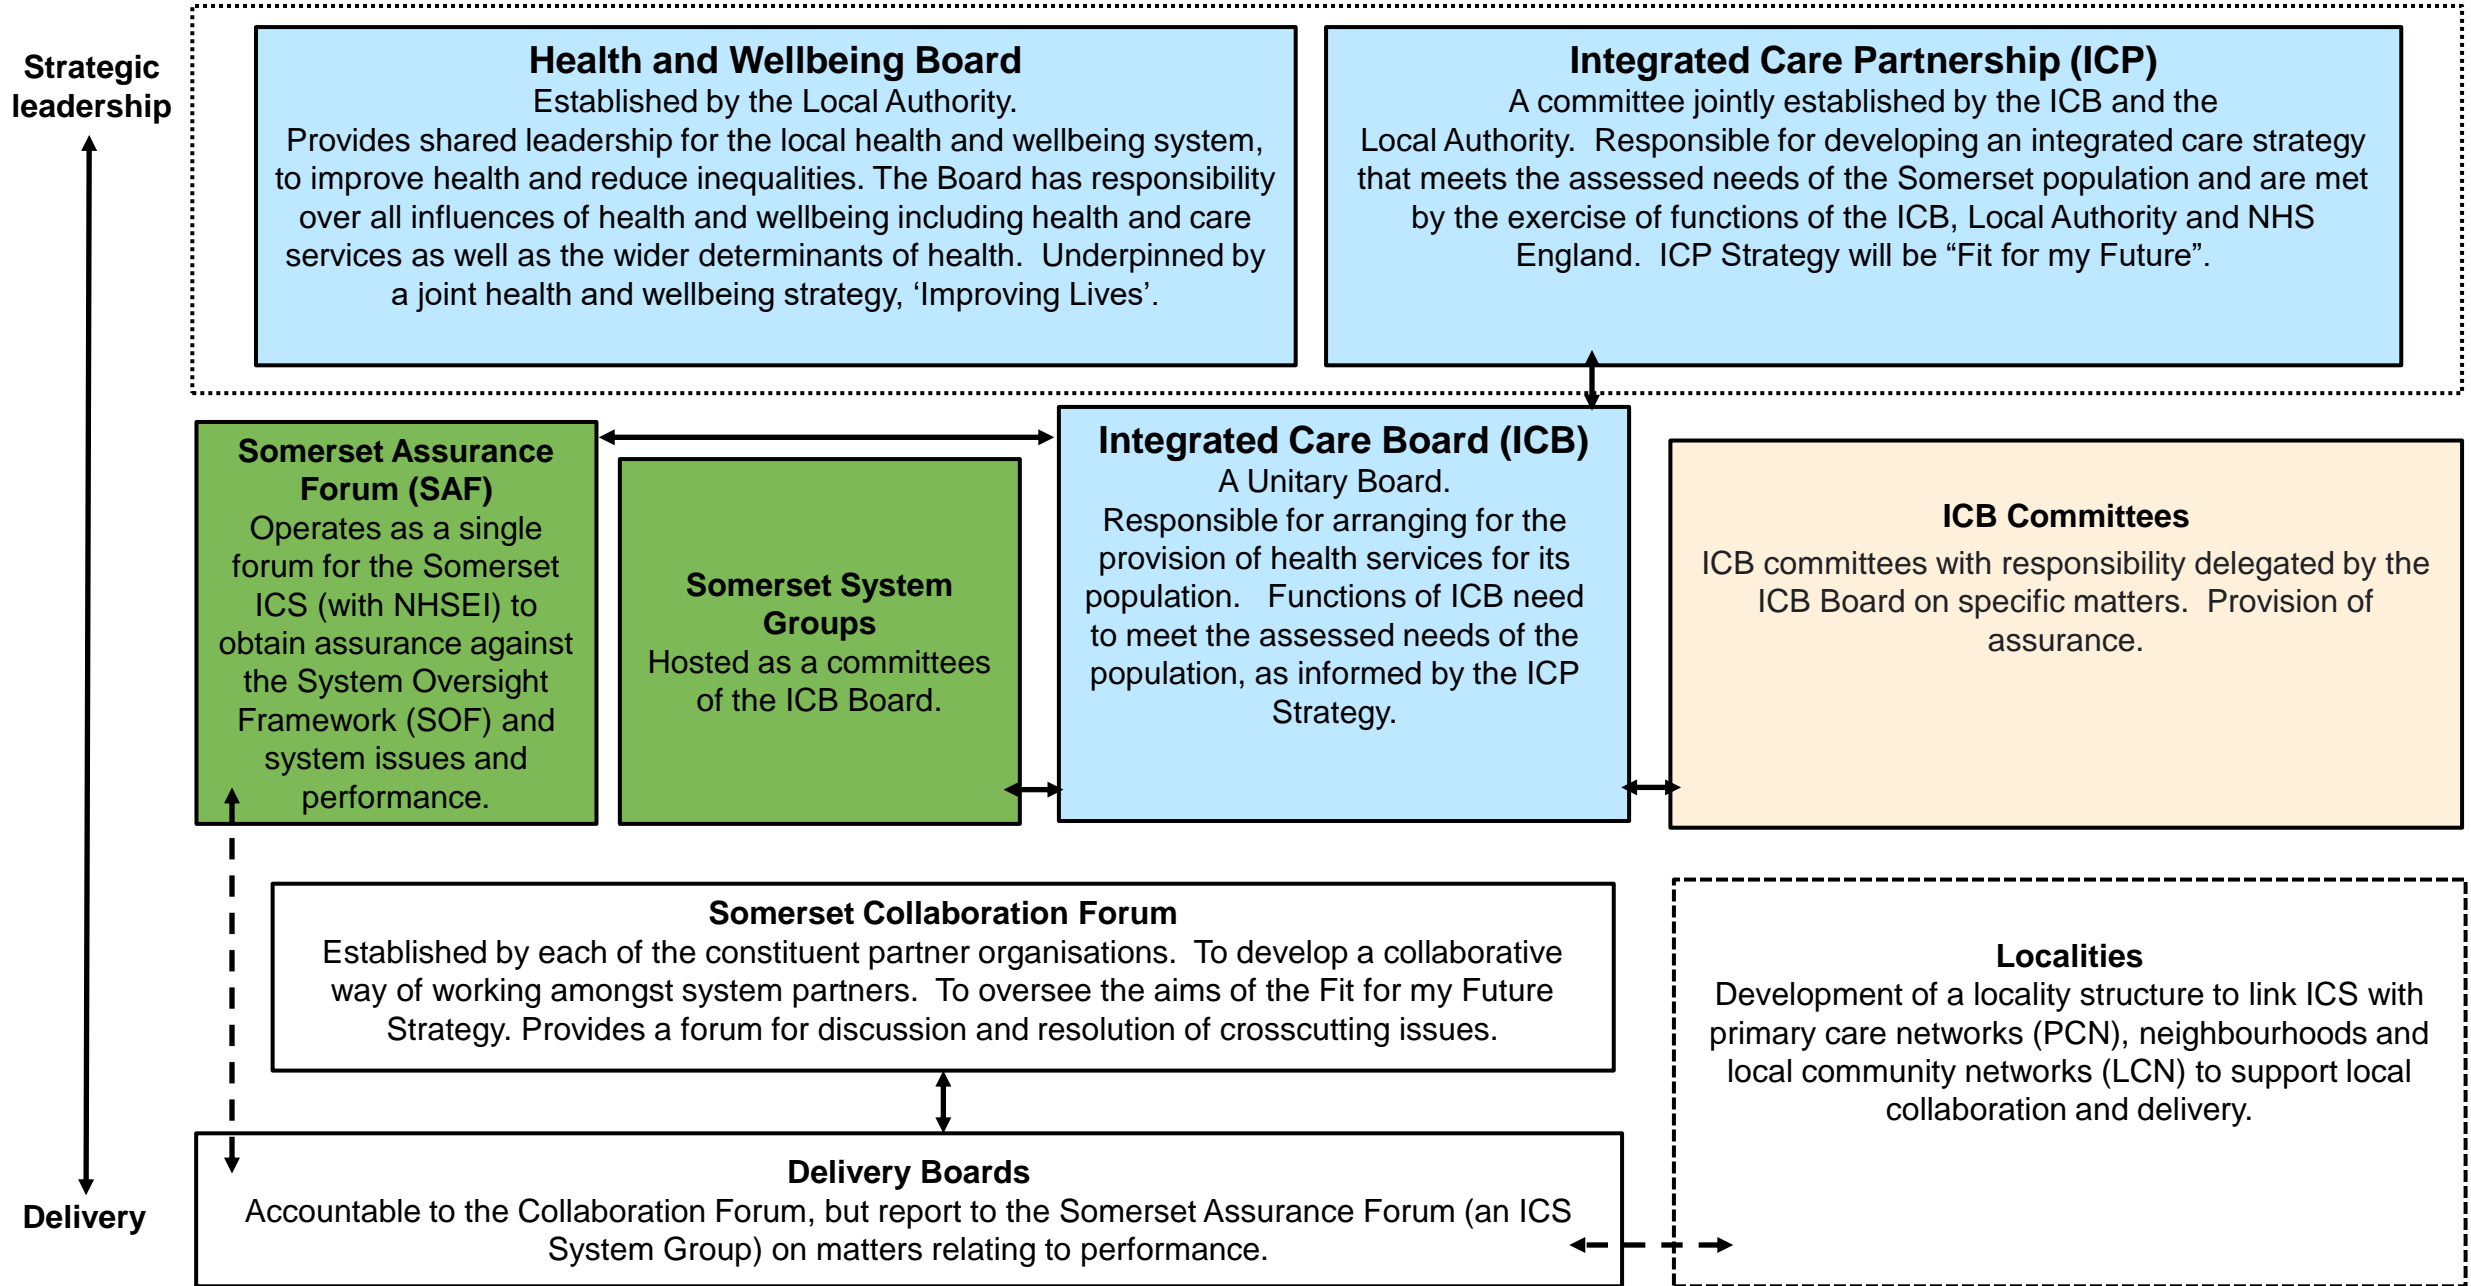 Strategic
leadership
Health and Wellbeing Board
Established by the Local Authority.
Provides shared leadership for the local health and wellbeing system,
to improve health and reduce inequalities. The Board has responsibility
over all influences of health and wellbeing including health and care
services as well as the wider determinants of health. Underpinned by
a joint health and wellbeing strategy, ‘Improving Lives’.
Integrated Care Partnership (ICP)
A committee jointly established by the ICB and the
Local Authority. Responsible for developing an integrated care strategy
that meets the assessed needs of the Somerset population and are met
by the exercise of functions of the ICB, Local Authority and NHS
England. ICP Strategy will be “Fit for my Future”.
Somerset Assurance
Forum (SAF)
Operates as a single
forum for the Somerset
ICS (with NHSEI) to
obtain assurance against
the System Oversight
Framework (SOF) and
system issues and
performance.
Somerset System
Groups
Hosted as a committees
of the ICB Board.
Integrated Care Board (ICB)
A Unitary Board.
Responsible for arranging for the
provision of health services for its
population. Functions of ICB need
to meet the assessed needs of the
population, as informed by the ICP
Strategy.
ICB Committees
ICB committees with responsibility delegated by the
ICB Board on specific matters. Provision of
assurance.
Somerset Collaboration Forum
Established by each of the constituent partner organisations. To develop a collaborative
way of working amongst system partners. To oversee the aims of the Fit for my Future
Strategy. Provides a forum for discussion and resolution of crosscutting issues.
Localities
Development of a locality structure to link ICS with
primary care networks (PCN), neighbourhoods and
local community networks (LCN) to support local
collaboration and delivery.
Delivery
Delivery Boards
Accountable to the Collaboration Forum, but report to the Somerset Assurance Forum (an ICS
System Group) on matters relating to performance.